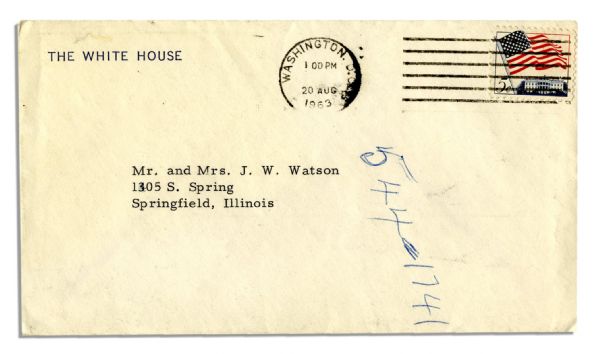 THE WHITE HOUSE
WASHINGTON, D.C.
1 00 PM
20 AUG
1963
5c
Mr. and Mrs. J. W. Watson
1305 S. Spring
Springfield, Illinois
544-1741